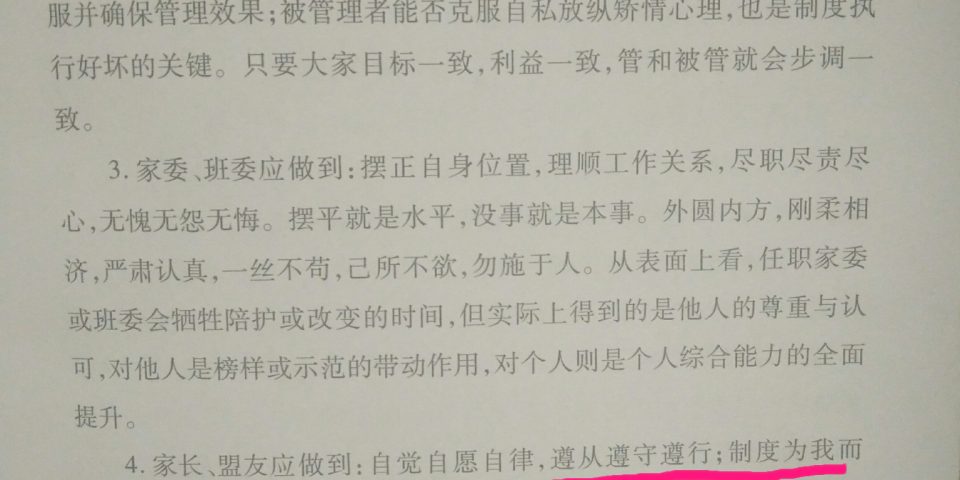 服并确保管理效果;被管理者能否克服自私放纵矫情心理,也是制度执
行好坏的关键。只要大家目标一致,利益一致,管和被管就会步调一
致。
3.家委、班委应做到:摆正自身位置,理顺工作关系,尽职尽责尽
心,无愧无怨无悔。摆平就是水平,没事就是本事。外圆内方,刚柔相
济,严肃认真,一丝不苟,己所不欲,勿施于人。从表面上看,任职家委
或班委会牺牲陪护或改变的时间,但实际上得到的是他人的尊重与认
可,对他人是榜样或示范的带动作用,对个人则是个人综合能力的全面
提升。
4.家长、盟友应做到:自觉自愿自律,遵从遵守遵行;制度为我而